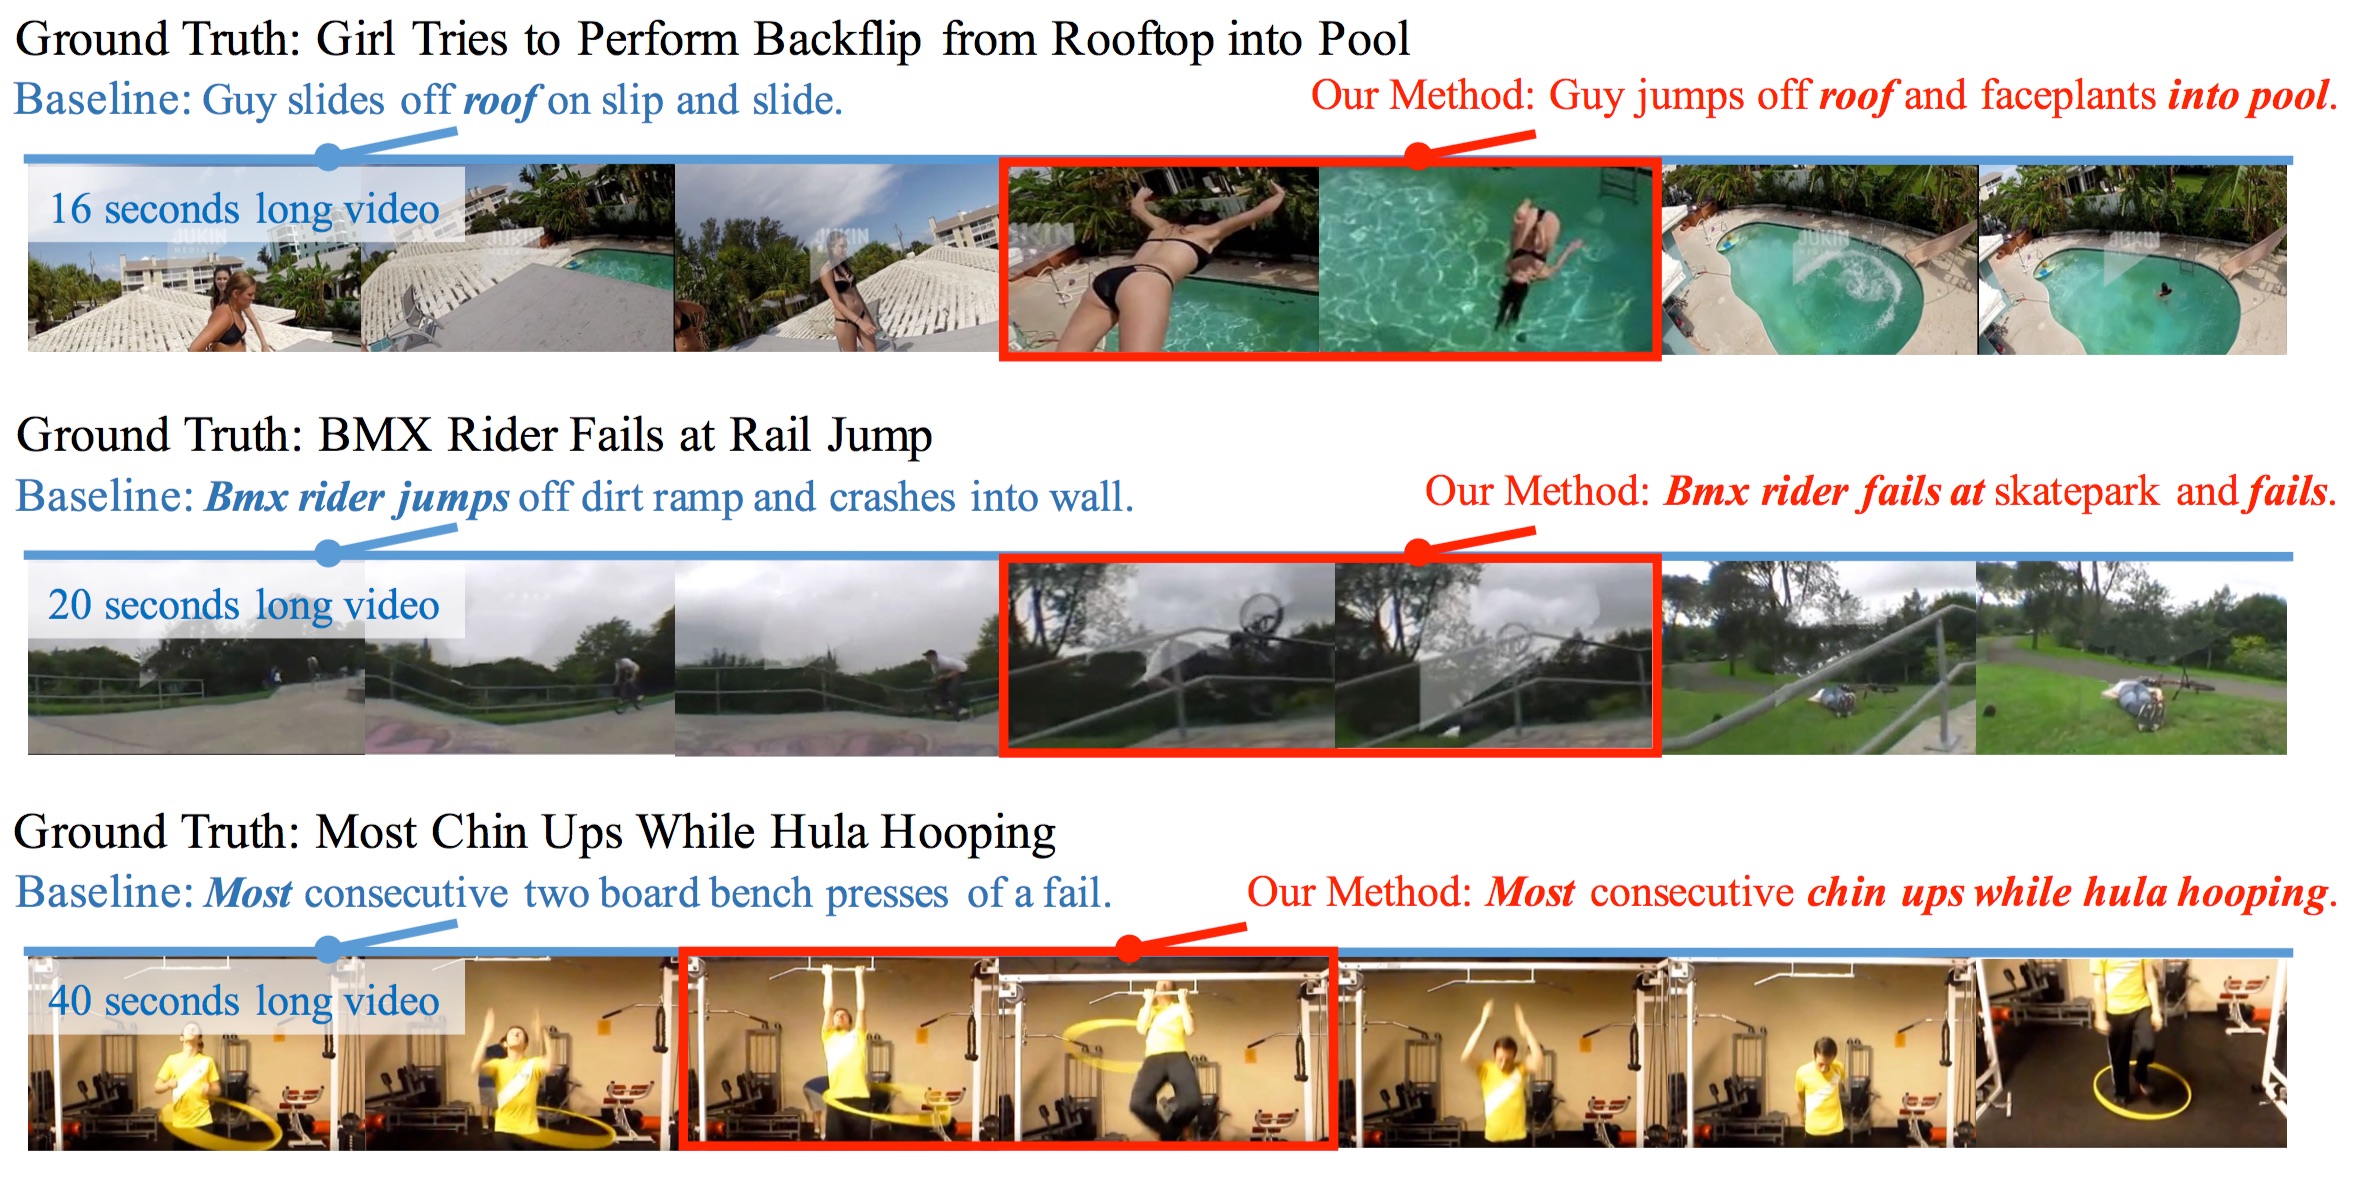 Ground Truth: Girl Tries to Perform Backflip from Rooftop into Pool
Baseline: Guy slides off roof on slip and slide.
Our Method: Guy jumps off roof and faceplants into pool.
16 seconds long video
JUKIN
JUKIN
JUKIN
JUKIN
JUKIN
Ground Truth: BMX Rider Fails at Rail Jump
Baseline: Bmx rider jumps off dirt ramp and crashes into wall.
Our Method: Bmx rider fails at skatepark and fails.
20 seconds long video
Ground Truth: Most Chin Ups While Hula Hooping
Baseline: Most consecutive two board bench presses of a fail.
Our Method: Most consecutive chin ups while hula hooping.
40 seconds long video